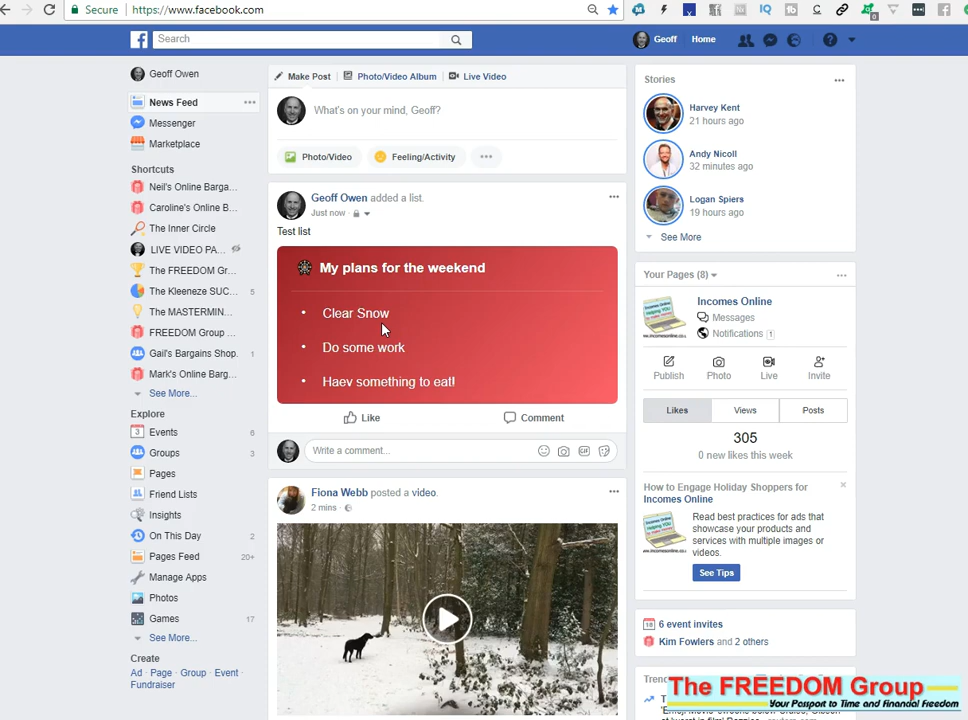 Secure https://www.facebook.com
Search
Geoff Home
Geoff Owen
News Feed
Messenger
Marketplace
Shortcuts
Neil's Online Barga...
Caroline's Online B...
The Inner Circle
LIVE VIDEO PA...
The FREEDOM Gr...
The Kleeneze SUC... 5
The MASTERMIN...
FREEDOM Group ...
Gail's Bargains Shop. 1
Mark's Online Barg...
See More...
Explore
Events 3
Groups 3
Pages
Friend Lists
Insights
On This Day 2
Pages Feed 20+
Manage Apps
Photos
Games 17
See More...
Create
Ad · Page · Group · Event ·
Fundraiser
Make Post Photo/Video Album Live Video
What's on your mind, Geoff?
Photo/Video Feeling/Activity
Geoff Owen added a list.
Just now ·
Test list
My plans for the weekend
• Clear Snow
• Do some work
• Haev something to eat!
Like Comment
Write a comment...
GIF
Fiona Webb posted a video.
2 mins ·
Stories
Harvey Kent
21 hours ago
Andy Nicoll
32 minutes ago
Logan Spiers
19 hours ago
See More
Your Pages (8)
Incomes Online
Messages
Notifications 1
Publish Photo Live Invite
Likes Views Posts
305
0 new likes this week
How to Engage Holiday Shoppers for
Incomes Online
Read best practices for ads that
showcase your products and
services with multiple images or
videos.
See Tips
6 event invites
Kim Fowlers and 2 others
The FREEDOM Group
Your Passport to Time and Financial Freedom